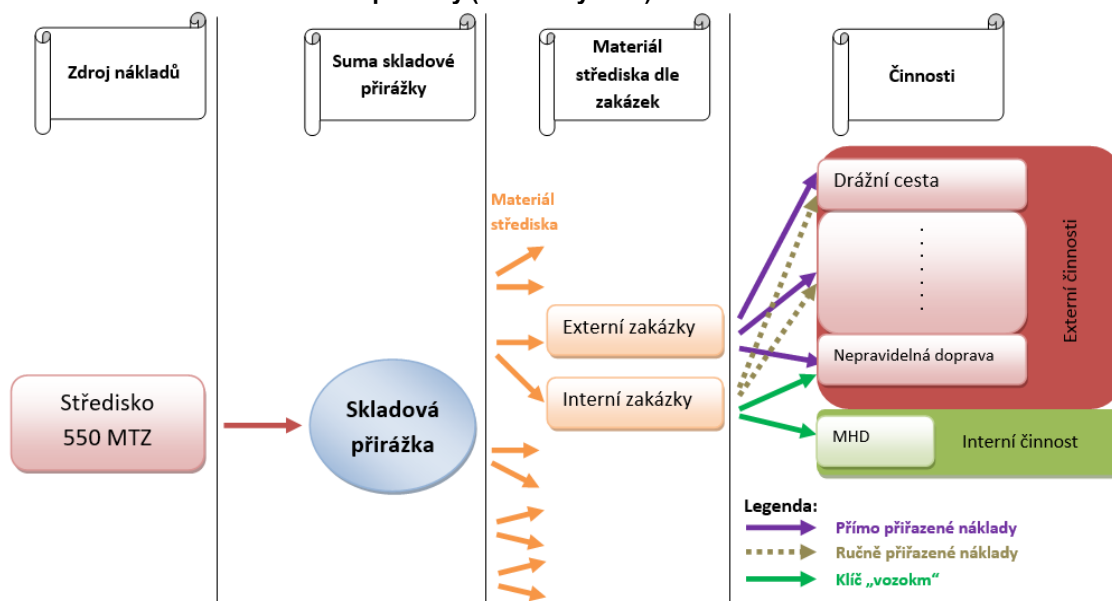 Zdroj nákladů
Suma skladové
přirážky
Materiál
střediska dle
zakázek
Činnosti
Materiál
střediska
Drážní cesta
Externí činnosti
Externí zakázky
Nepravidelná doprava
Středisko
550 MTZ
Skladová
přirážka
Interní zakázky
MHD
Interní činnost
Legenda:
Přímo přiřazené náklady
Ručně přiřazené náklady
Klíč „vozokm“